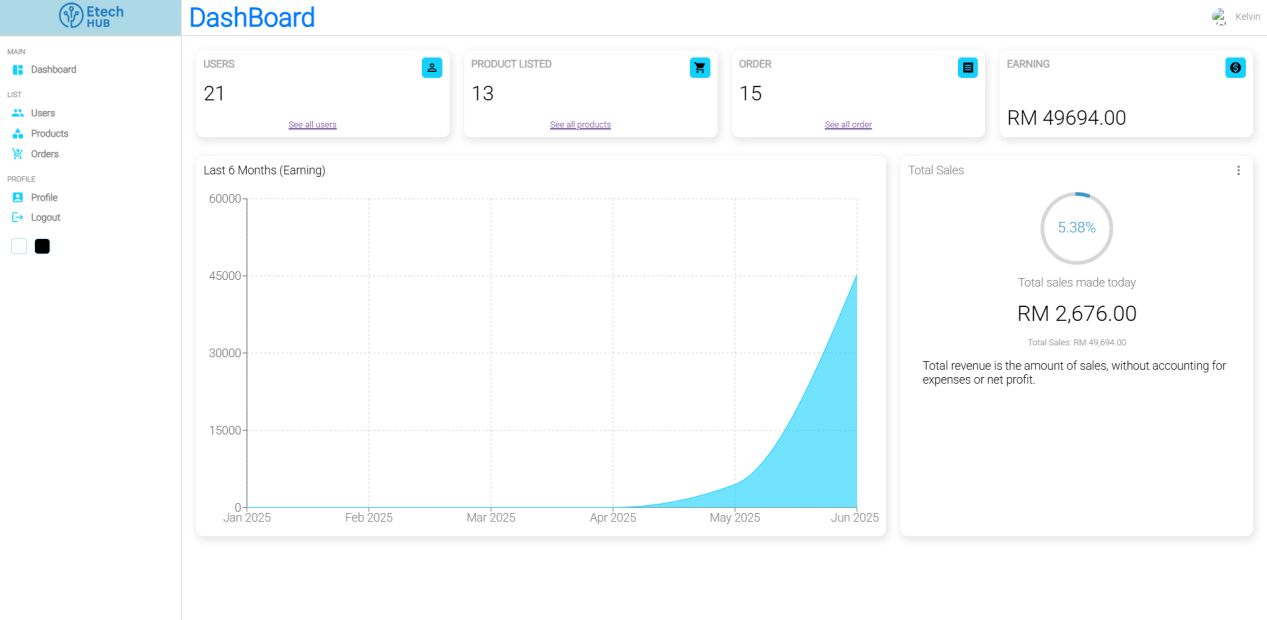 Etech
HUB
DashBoard
Kelvin
MAIN
Dashboard
LIST
Users
Products
Orders
PROFILE
Profile
Logout
USERS
21
See all users
PRODUCT LISTED
13
See all products
ORDER
15
See all order
EARNING
RM 49694.00
Last 6 Months (Earning)
60000
45000
30000
15000
0
Jan 2025 Feb 2025 Mar 2025 Apr 2025 May 2025 Jun 2025
Total Sales
5.38%
Total sales made today
RM 2,676.00
Total Sales: RM 49,694.00
Total revenue is the amount of sales, without accounting for
expenses or net profit.